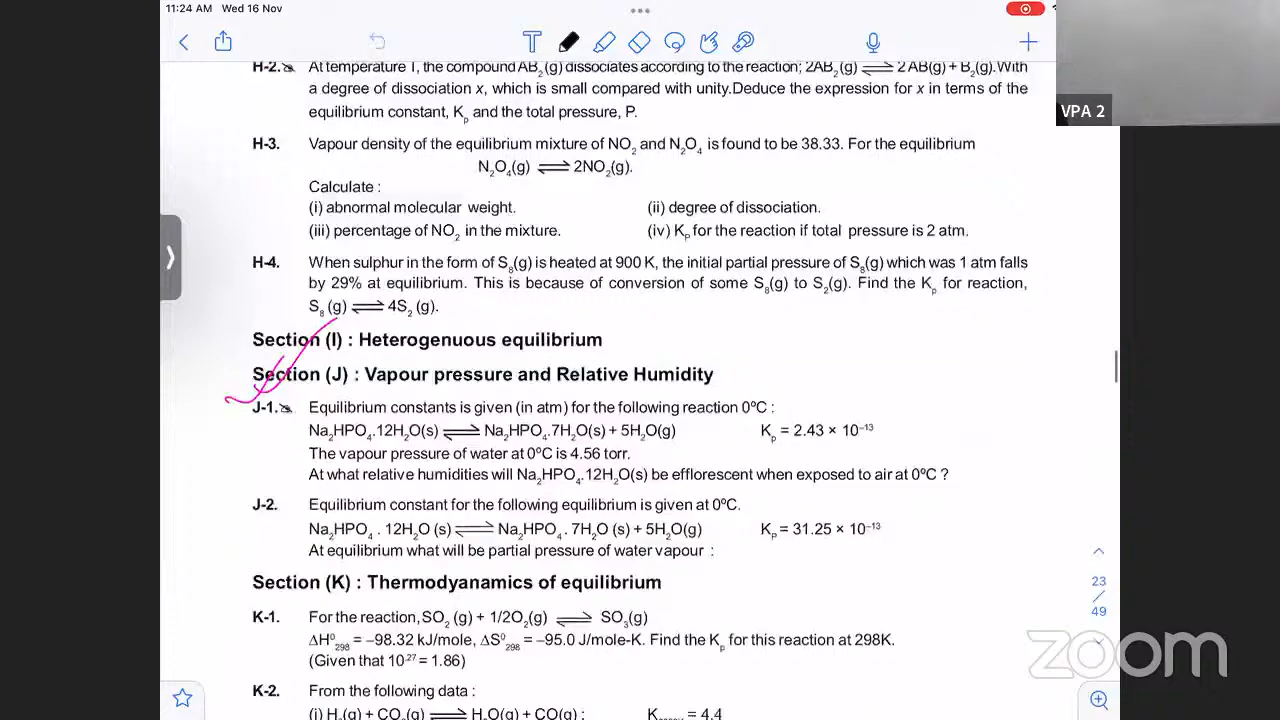 11:24 AM Wed 16 Nov
H-2. At temperature T, the compound AB2(g) dissociates according to the reaction; 2AB2(g) ⇌ 2AB(g) + B2(g). With
a degree of dissociation x, which is small compared with unity.Deduce the expression for x in terms of the
equilibrium constant, Kp and the total pressure, P.
VPA 2
H-3. Vapour density of the equilibrium mixture of NO2 and N2O4 is found to be 38.33. For the equilibrium
N2O4(g) ⇌ 2NO2(g).
Calculate :
(i) abnormal molecular weight. (ii) degree of dissociation.
(iii) percentage of NO2 in the mixture. (iv) Kp for the reaction if total pressure is 2 atm.
H-4. When sulphur in the form of S8(g) is heated at 900 K, the initial partial pressure of S8(g) which was 1 atm falls
by 29% at equilibrium. This is because of conversion of some S8(g) to S2(g). Find the Kp for reaction,
S8(g) ⇌ 4S2 (g).
Section (I) : Heterogenuous equilibrium
Section (J) : Vapour pressure and Relative Humidity
J-1. Equilibrium constants is given (in atm) for the following reaction 0ºC :
Na2HPO4.12H2O(s) ⇌ Na2HPO4.7H2O(s) + 5H2O(g) Kp = 2.43 × 10–13
The vapour pressure of water at 0ºC is 4.56 torr.
At what relative humidities will Na2HPO4.12H2O(s) be efflorescent when exposed to air at 0ºC ?
J-2. Equilibrium constant for the following equilibrium is given at 0ºC.
Na2HPO4 . 12H2O (s) ⇌ Na2HPO4 . 7H2O (s) + 5H2O(g) Kp = 31.25 × 10–13
At equilibrium what will be partial pressure of water vapour :
Section (K) : Thermodyanamics of equilibrium
K-1. For the reaction, SO2 (g) + 1/2O2(g) ⇌ SO3(g)
ΔH0298 = –98.32 kJ/mole, ΔS0298 = –95.0 J/mole-K. Find the Kp for this reaction at 298K.
(Given that 10.27 = 1.86)
K-2. From the following data :
(i) H2(g) + CO2(g) ⇌ H2O(g) + CO(g) ; = 4.4
23
/
49
zoom